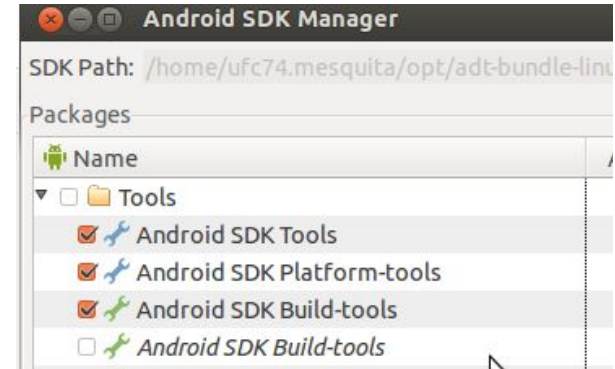 Android SDK Manager
SDK Path: /home/ufc74.mesquita/opt/adt-bundle-linu
Packages
Name
Tools
Android SDK Tools
Android SDK Platform-tools
Android SDK Build-tools
Android SDK Build-tools